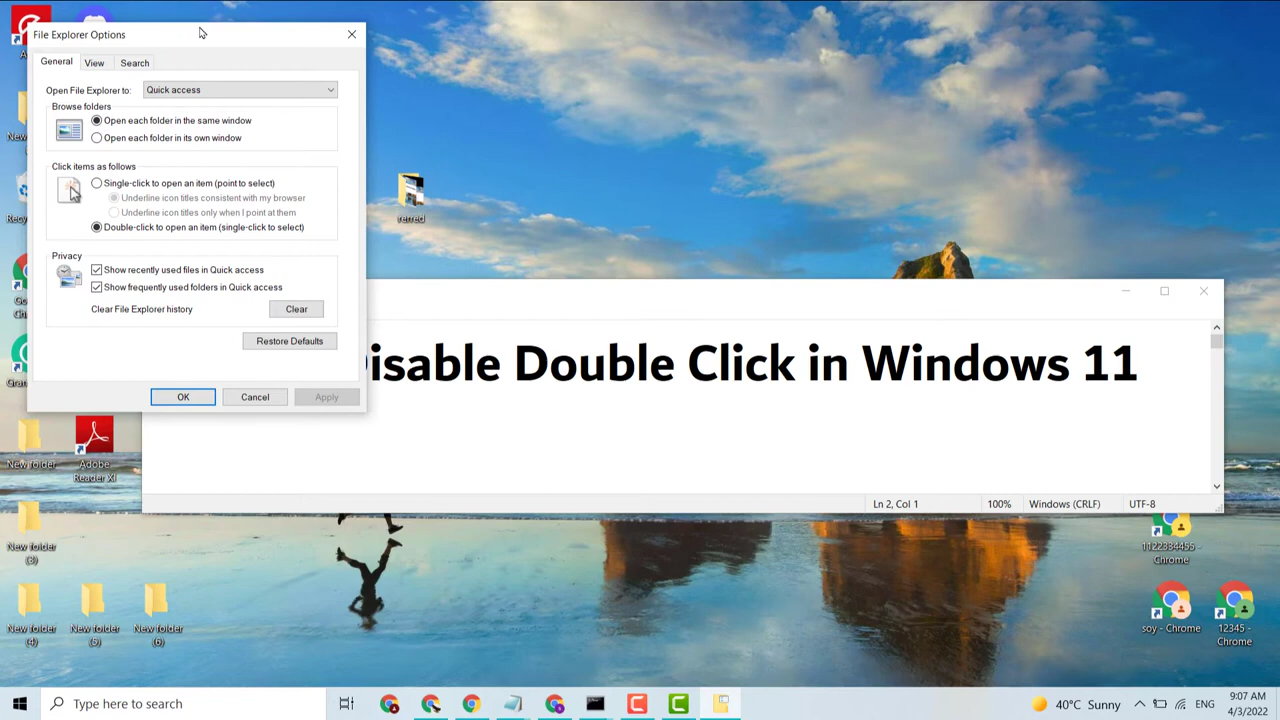 File Explorer Options
General
View
Search
Open File Explorer to:
Quick access
Browse folders
Open each folder in the same window
Open each folder in its own window
Click items as follows
Single-click to open an item (point to select)
Underline icon titles consistent with my browser
Underline icon titles only when I point at them
Double-click to open an item (single-click to select)
Privacy
Show recently used files in Quick access
Show frequently used folders in Quick access
Clear File Explorer history
Clear
Restore Defaults
OK
Cancel
Apply
rerred
isable Double Click in Windows 11
Ln 2, Col 1
100%
Windows (CRLF)
UTF-8
New folder
Adobe
Reader XI
New folder
(3)
New folder
(4)
New folder
(5)
New folder
(6)
1122334455 -
Chrome
soy - Chrome
12345 -
Chrome
Type here to search
40°C Sunny
ENG
9:07 AM
4/3/2022